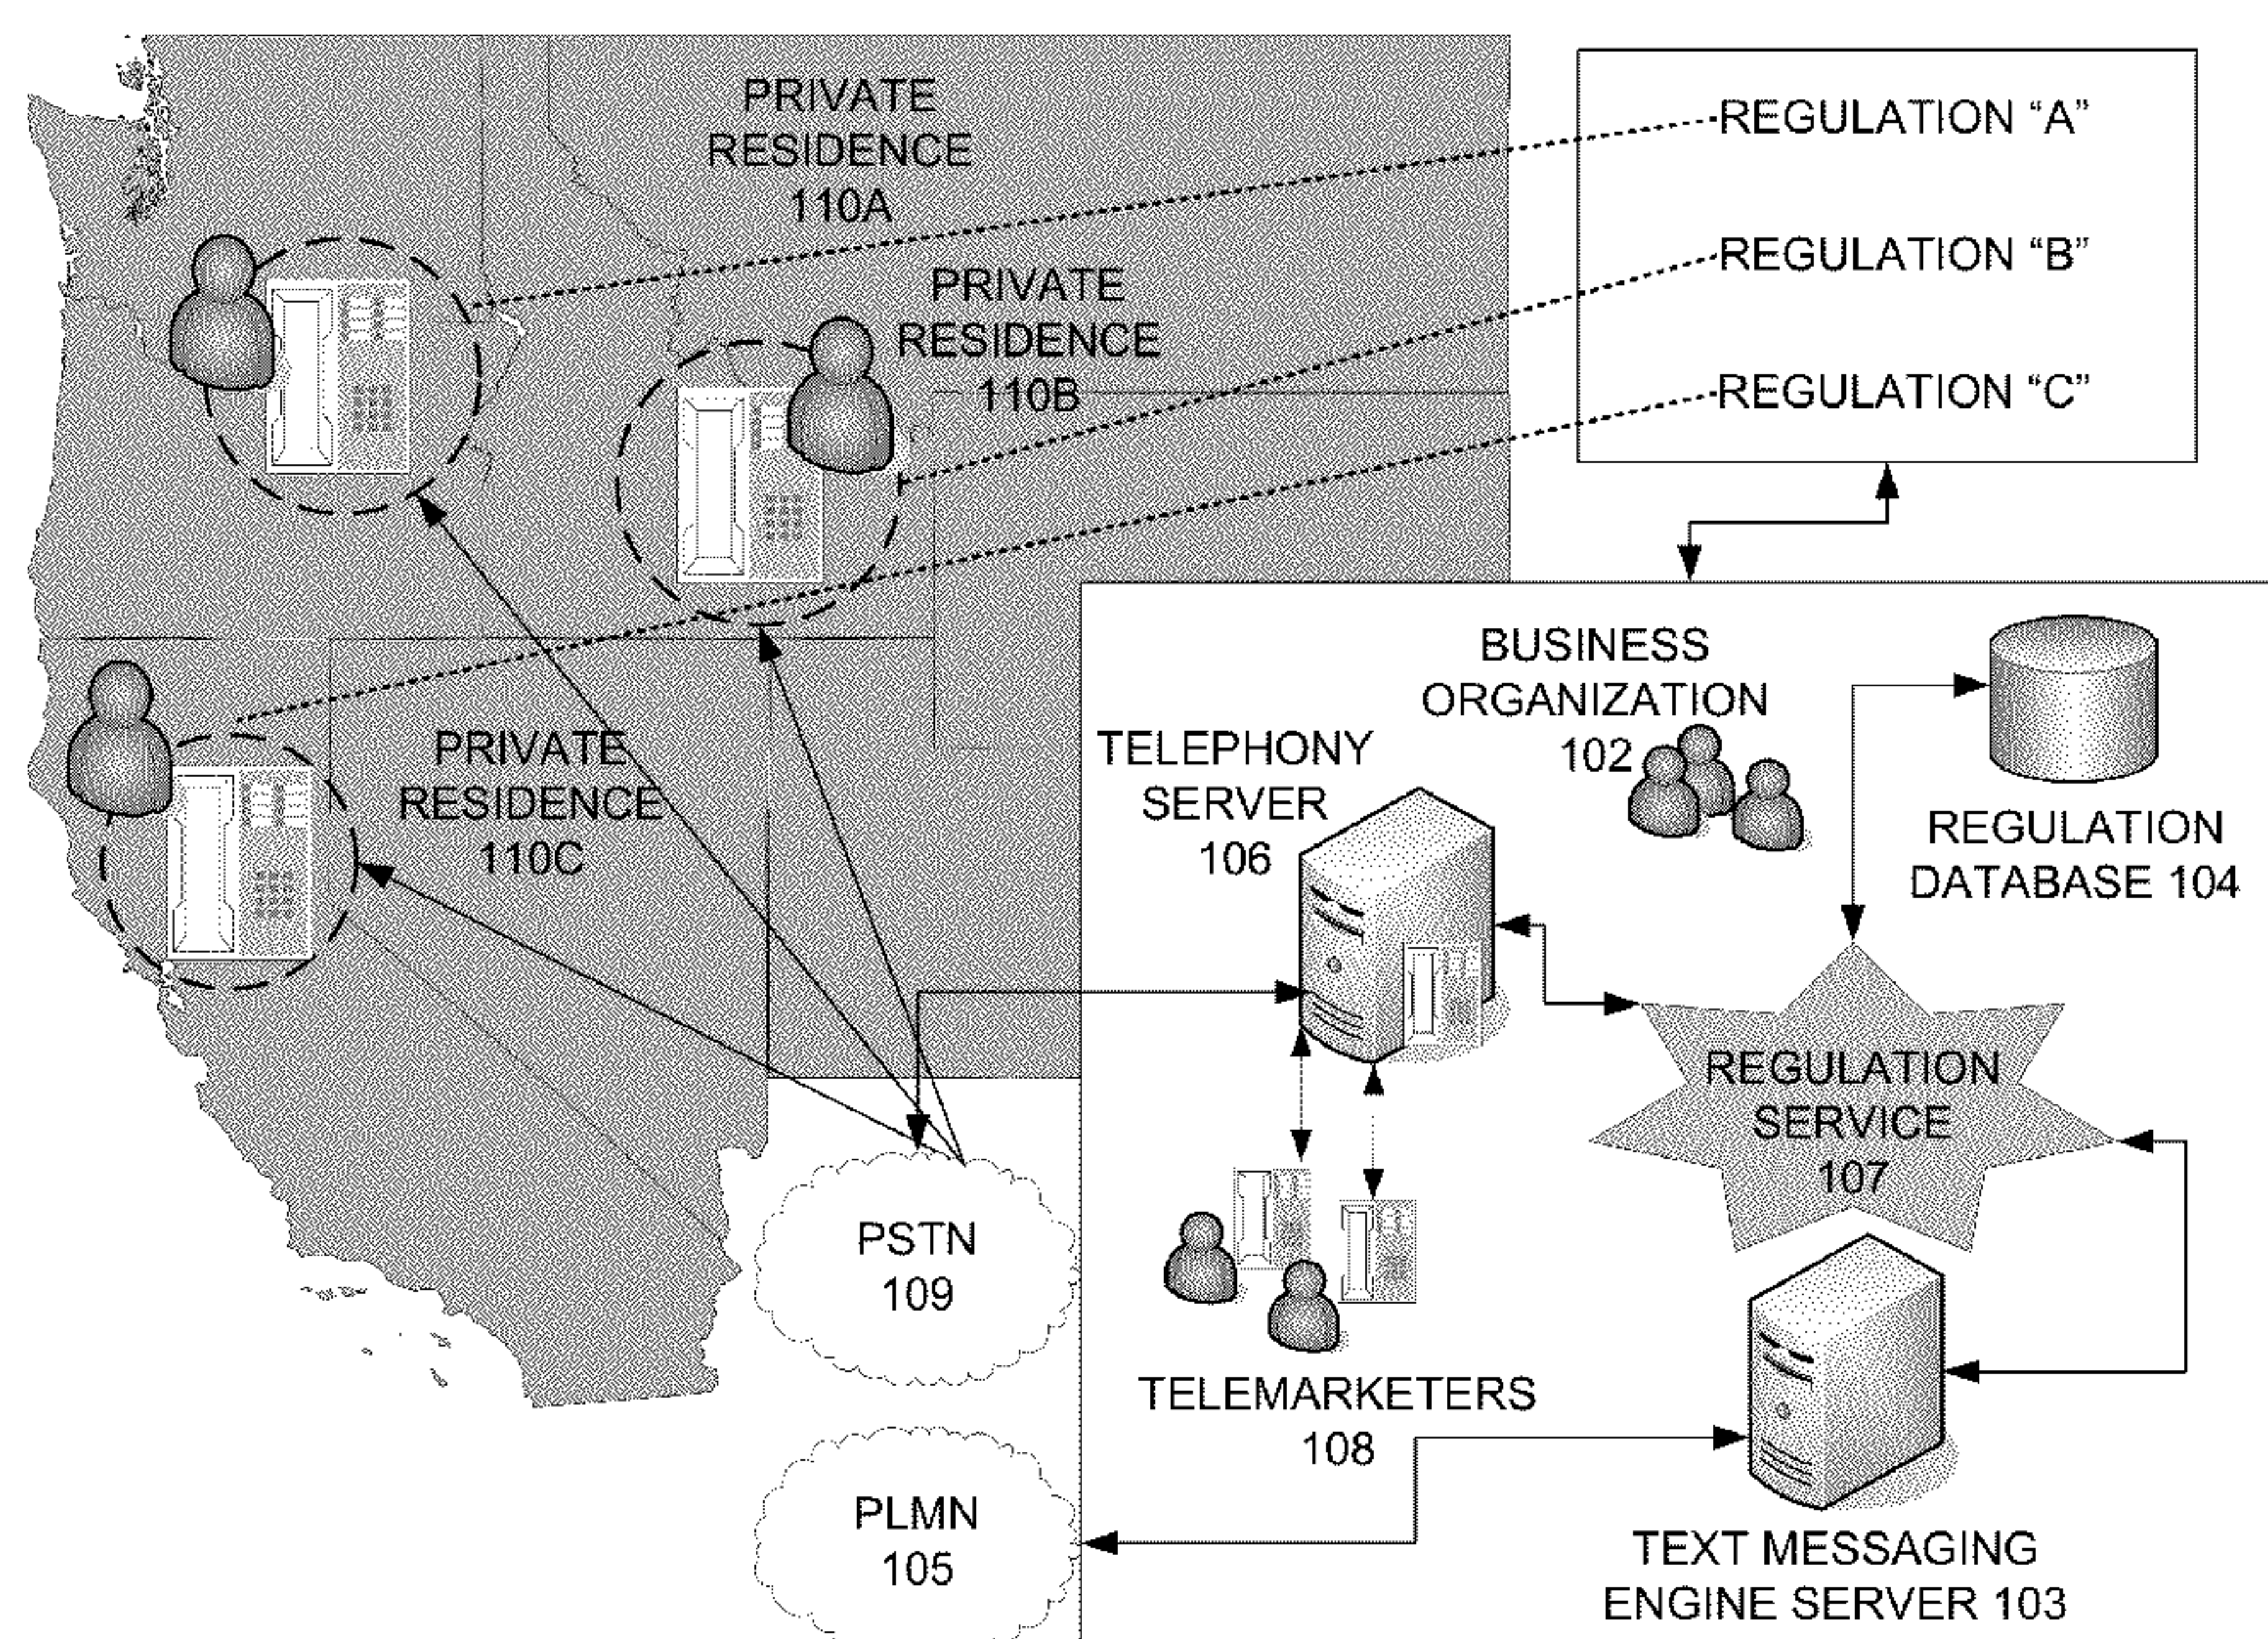 PRIVATE
RESIDENCE
110A
REGULATION “A”
REGULATION “B”
REGULATION “C”
PRIVATE
RESIDENCE
110B
PRIVATE
RESIDENCE
110C
BUSINESS
ORGANIZATION
102
TELEPHONY
SERVER
106
REGULATION
DATABASE 104
REGULATION
SERVICE
107
PSTN
109
TELEMARKETERS
108
PLMN
105
TEXT MESSAGING
ENGINE SERVER 103